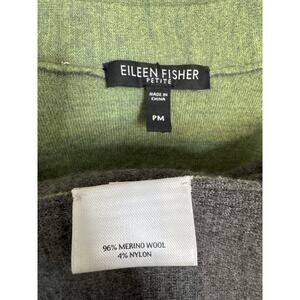 EILEEN FISHER
PETITE
MADE IN
CHINA
PM
96% MERINO WOOL
4% NYLON